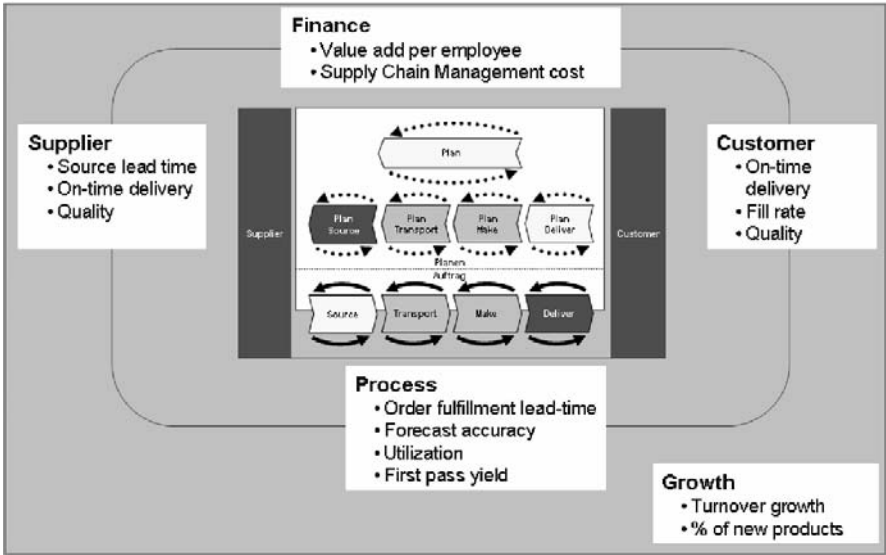 Finance
• Value add per employee
• Supply Chain Management cost
Supplier
• Source lead time
• On-time delivery
• Quality
Customer
• On-time
delivery
• Fill rate
• Quality
Plan
Supplier
Plan
Source
Plan
Transport
Plan
Make
Plan
Deliver
Customer
Planen
Auftrag
Source
Transport
Make
Deliver
Process
• Order fulfillment lead-time
• Forecast accuracy
• Utilization
• First pass yield
Growth
• Turnover growth
• % of new products